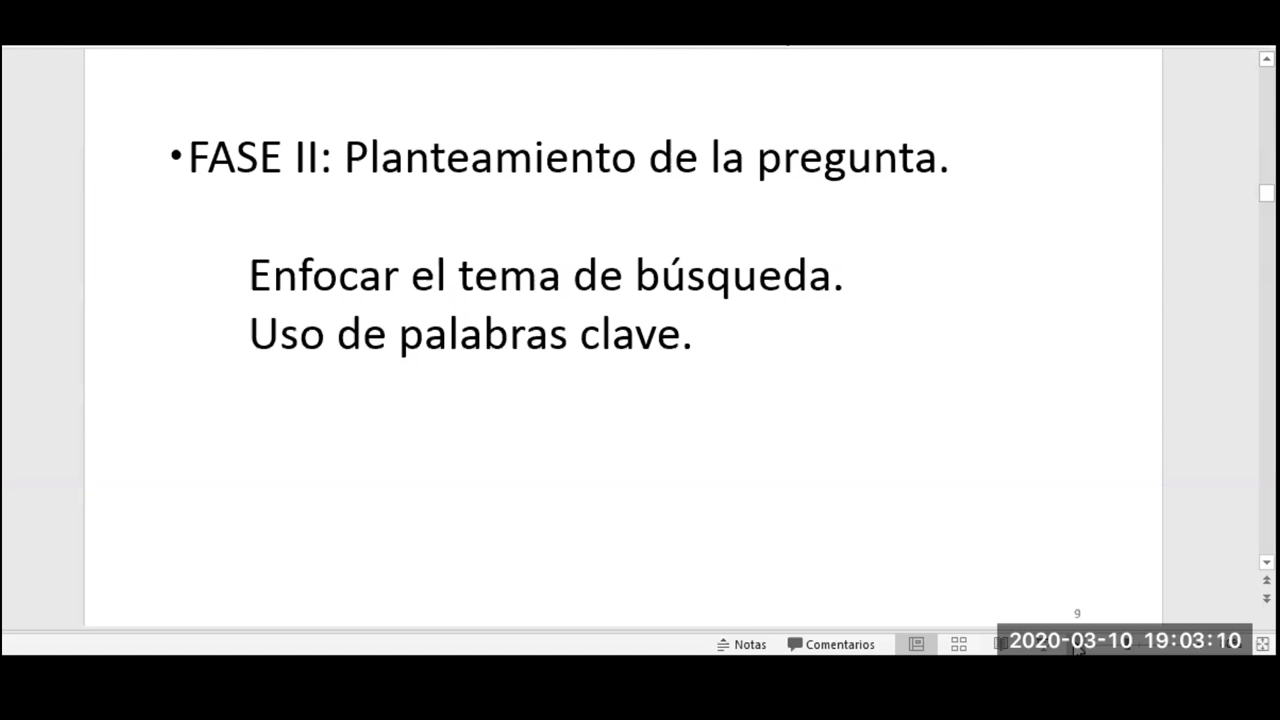 •FASE II: Planteamiento de la pregunta.
Enfocar el tema de búsqueda.
Uso de palabras clave.
9
Notas Comentarios
2020-03-10 19:03:10